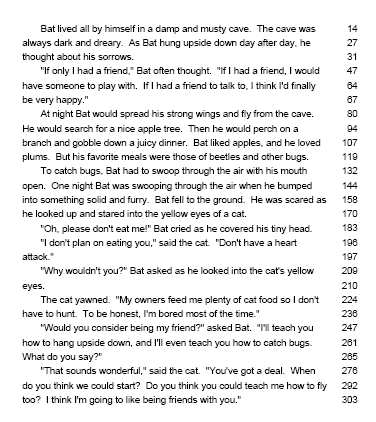 Bat lived all by himself in a damp and musty cave. The cave was 14
always dark and dreary. As Bat hung upside down day after day, he 27
thought about his sorrows. 31
"If only I had a friend," Bat often thought. "If I had a friend, I would 47
have someone to play with. If I had a friend to talk to, I think I'd finally 64
be very happy." 67
At night Bat would spread his strong wings and fly from the cave. 80
He would search for a nice apple tree. Then he would perch on a 94
branch and gobble down a juicy dinner. Bat liked apples, and he loved 107
plums. But his favorite meals were those of beetles and other bugs. 119
To catch bugs, Bat had to swoop through the air with his mouth 132
open. One night Bat was swooping through the air when he bumped 144
into something solid and furry. Bat fell to the ground. He was scared as 158
he looked up and stared into the yellow eyes of a cat. 170
"Oh, please don't eat me!" Bat cried as he covered his tiny head. 183
"I don't plan on eating you," said the cat. "Don't have a heart 196
attack." 197
"Why wouldn't you?" Bat asked as he looked into the cat's yellow 209
eyes. 210
The cat yawned. "My owners feed me plenty of cat food so I don't 224
have to hunt. To be honest, I'm bored most of the time." 236
"Would you consider being my friend?" asked Bat. "I'll teach you 247
how to hang upside down, and I'll even teach you how to catch bugs. 261
What do you say?" 265
"That sounds wonderful," said the cat. "You've got a deal. When 276
do you think we could start? Do you think you could teach me how to fly 292
too? I think I'm going to like being friends with you." 303